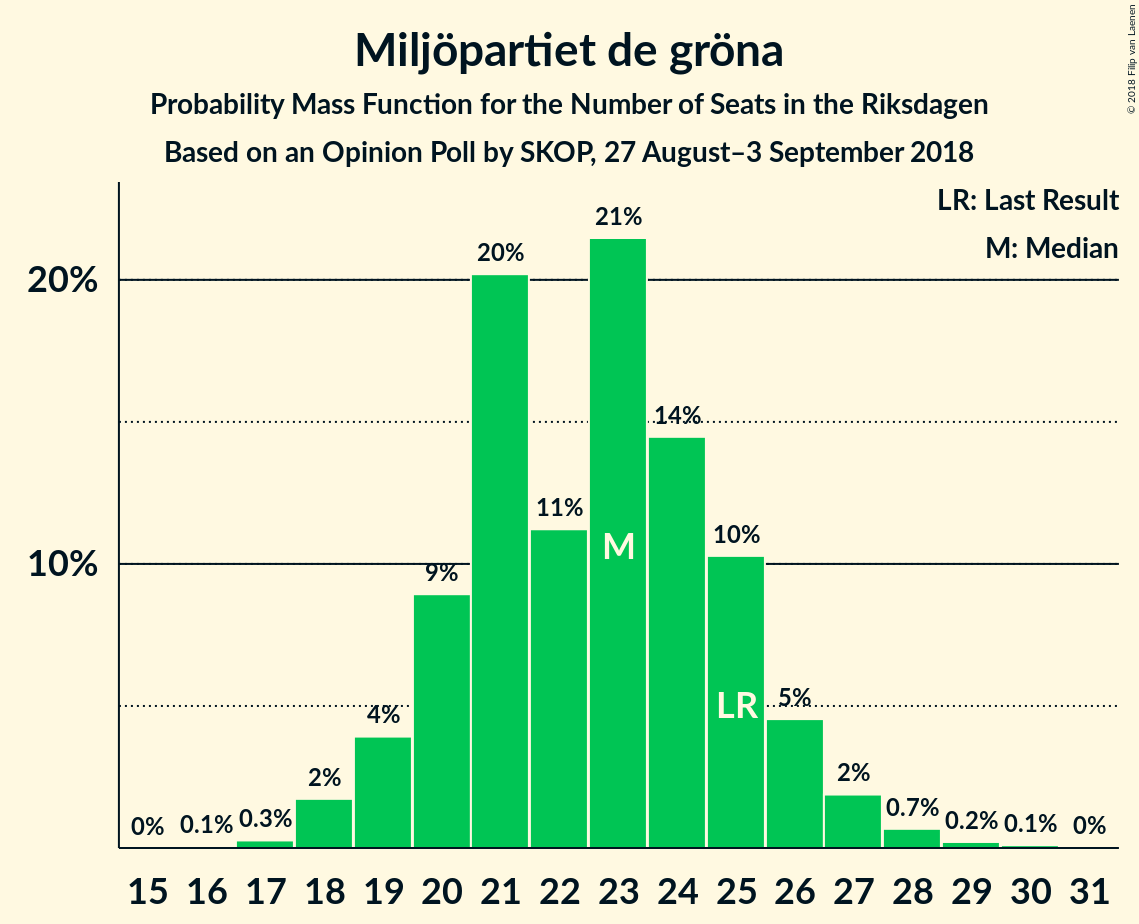 Miljöpartiet de gröna
Probability Mass Function for the Number of Seats in the Riksdagen
Based on an Opinion Poll by SKOP, 27 August–3 September 2018
© 2018 Filip van Laenen
LR: Last Result
M: Median
20%
10%
0%
0.1%
0.3%
2%
4%
9%
20%
11%
21%
14%
10%
5%
2%
0.7%
0.2%
0.1%
0%
M
LR
15 16 17 18 19 20 21 22 23 24 25 26 27 28 29 30 31